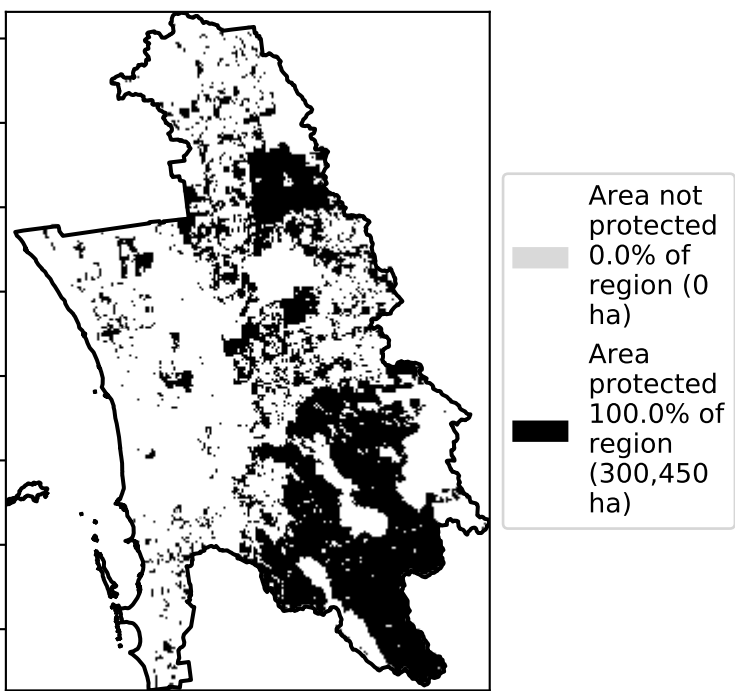 Area not
protected
0.0% of
region (0
ha)
Area
protected
100.0% of
region
(300,450
ha)